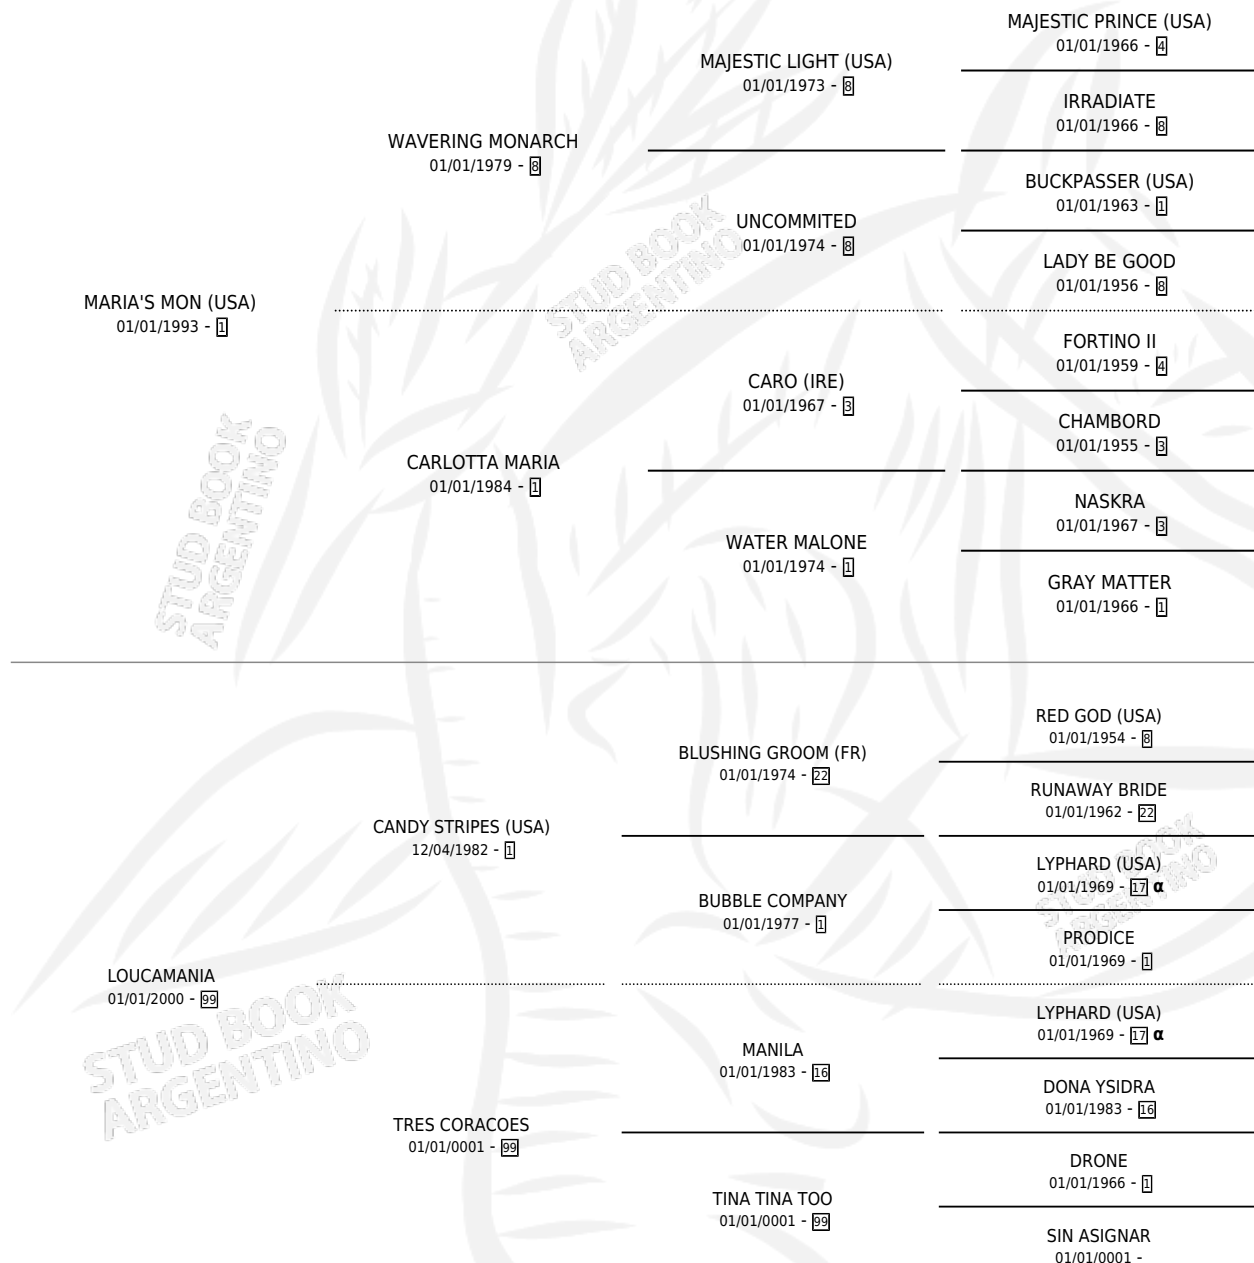 MAJESTIC PRINCE (USA)
01/01/1966 - 4
MAJESTIC LIGHT (USA)
01/01/1973 - 8
IRRADIATE
01/01/1966 - 8
WAVERING MONARCH
01/01/1979 - 8
BUCKPASSER (USA)
01/01/1963 - 1
UNCOMMITED
01/01/1974 - 8
LADY BE GOOD
01/01/1956 - 8
MARIA'S MON (USA)
01/01/1993 - 1
FORTINO II
01/01/1959 - 4
CARO (IRE)
01/01/1967 - 3
CHAMBORD
01/01/1955 - 3
CARLOTTA MARIA
01/01/1984 - 1
NASKRA
01/01/1967 - 3
WATER MALONE
01/01/1974 - 1
GRAY MATTER
01/01/1966 - 1
RED GOD (USA)
01/01/1954 - 8
BLUSHING GROOM (FR)
01/01/1974 - 22
RUNAWAY BRIDE
01/01/1962 - 22
CANDY STRIPES (USA)
12/04/1982 - 1
LYPHARD (USA)
01/01/1969 - 17 α
BUBBLE COMPANY
01/01/1977 - 1
PRODICE
01/01/1969 - 1
LOUCAMANIA
01/01/2000 - 99
LYPHARD (USA)
01/01/1969 - 17 α
MANILA
01/01/1983 - 16
DONA YSIDRA
01/01/1983 - 16
TRES CORACOES
01/01/0001 - 99
DRONE
01/01/1966 - 1
TINA TINA TOO
01/01/0001 - 99
SIN ASIGNAR
01/01/0001 -
STUD BOOK
ARGENTINO
STUD BOOK
ARGENTINO
STUD BOOK
ARGENTINO
STUD BOOK
ARGENTINO